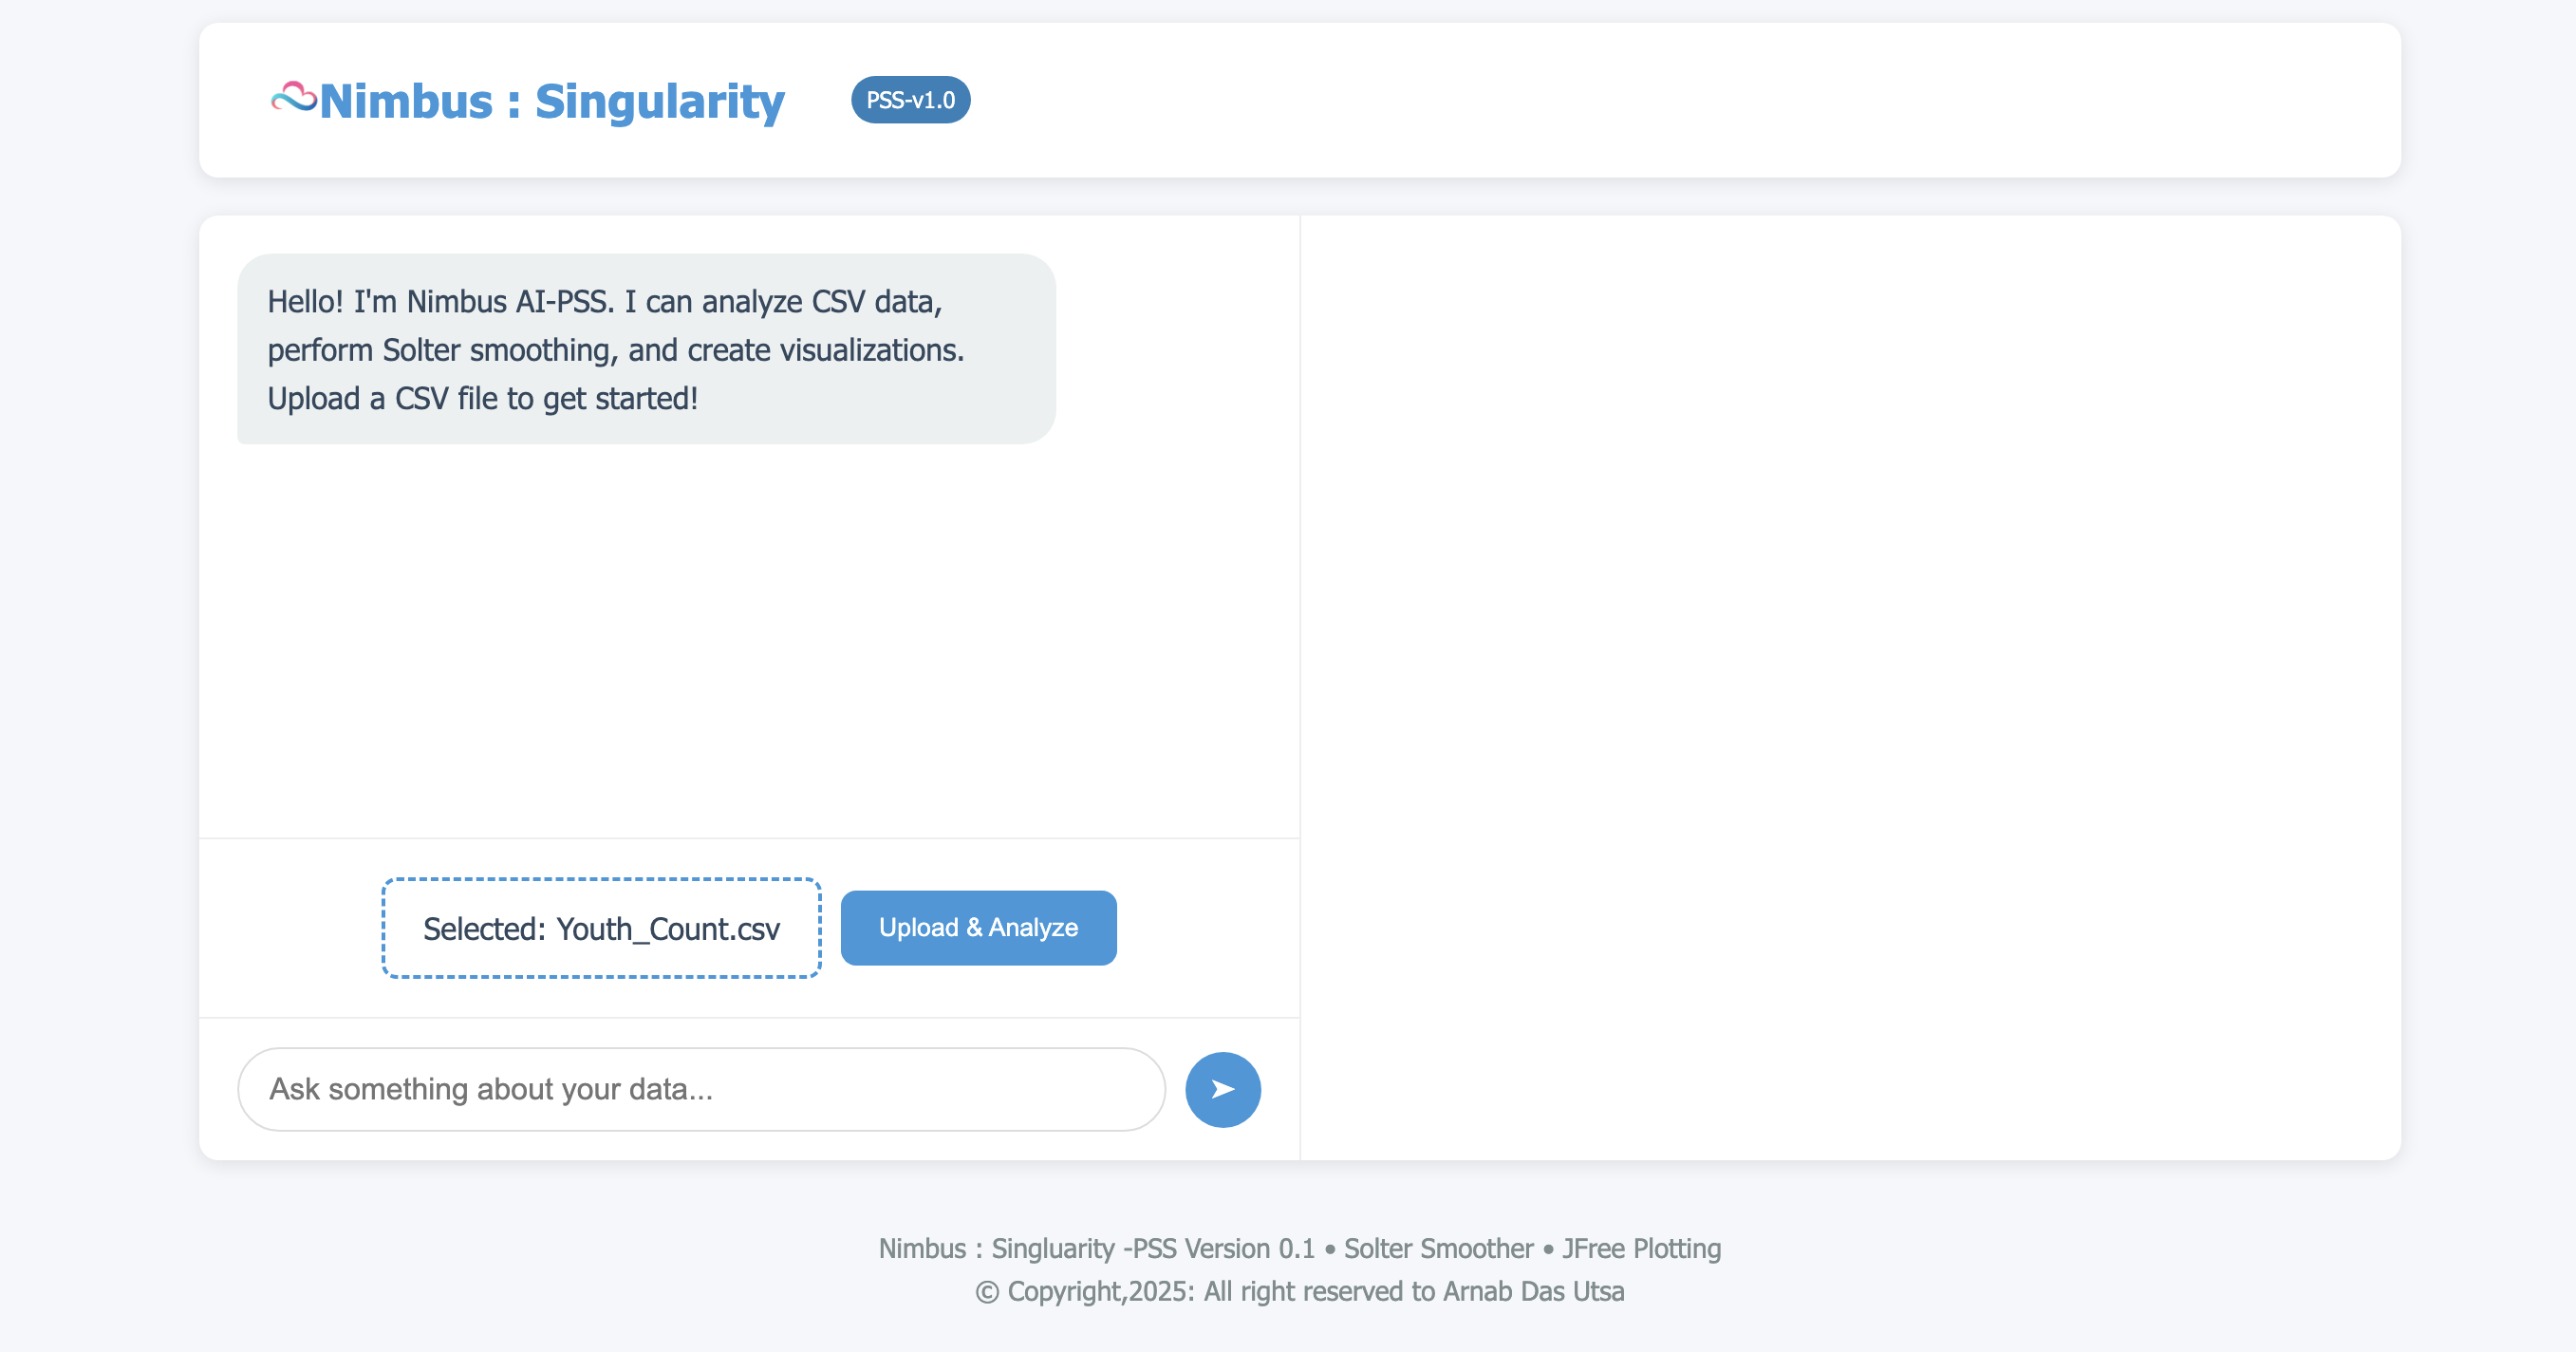 Nimbus : Singularity
PSS-v1.0
Hello! I'm Nimbus AI-PSS. I can analyze CSV data,
perform Solter smoothing, and create visualizations.
Upload a CSV file to get started!
Selected: Youth_Count.csv
Upload & Analyze
Ask something about your data...
Nimbus : Singluarity -PSS Version 0.1 • Solter Smoother • JFree Plotting
© Copyright,2025: All right reserved to Arnab Das Utsa